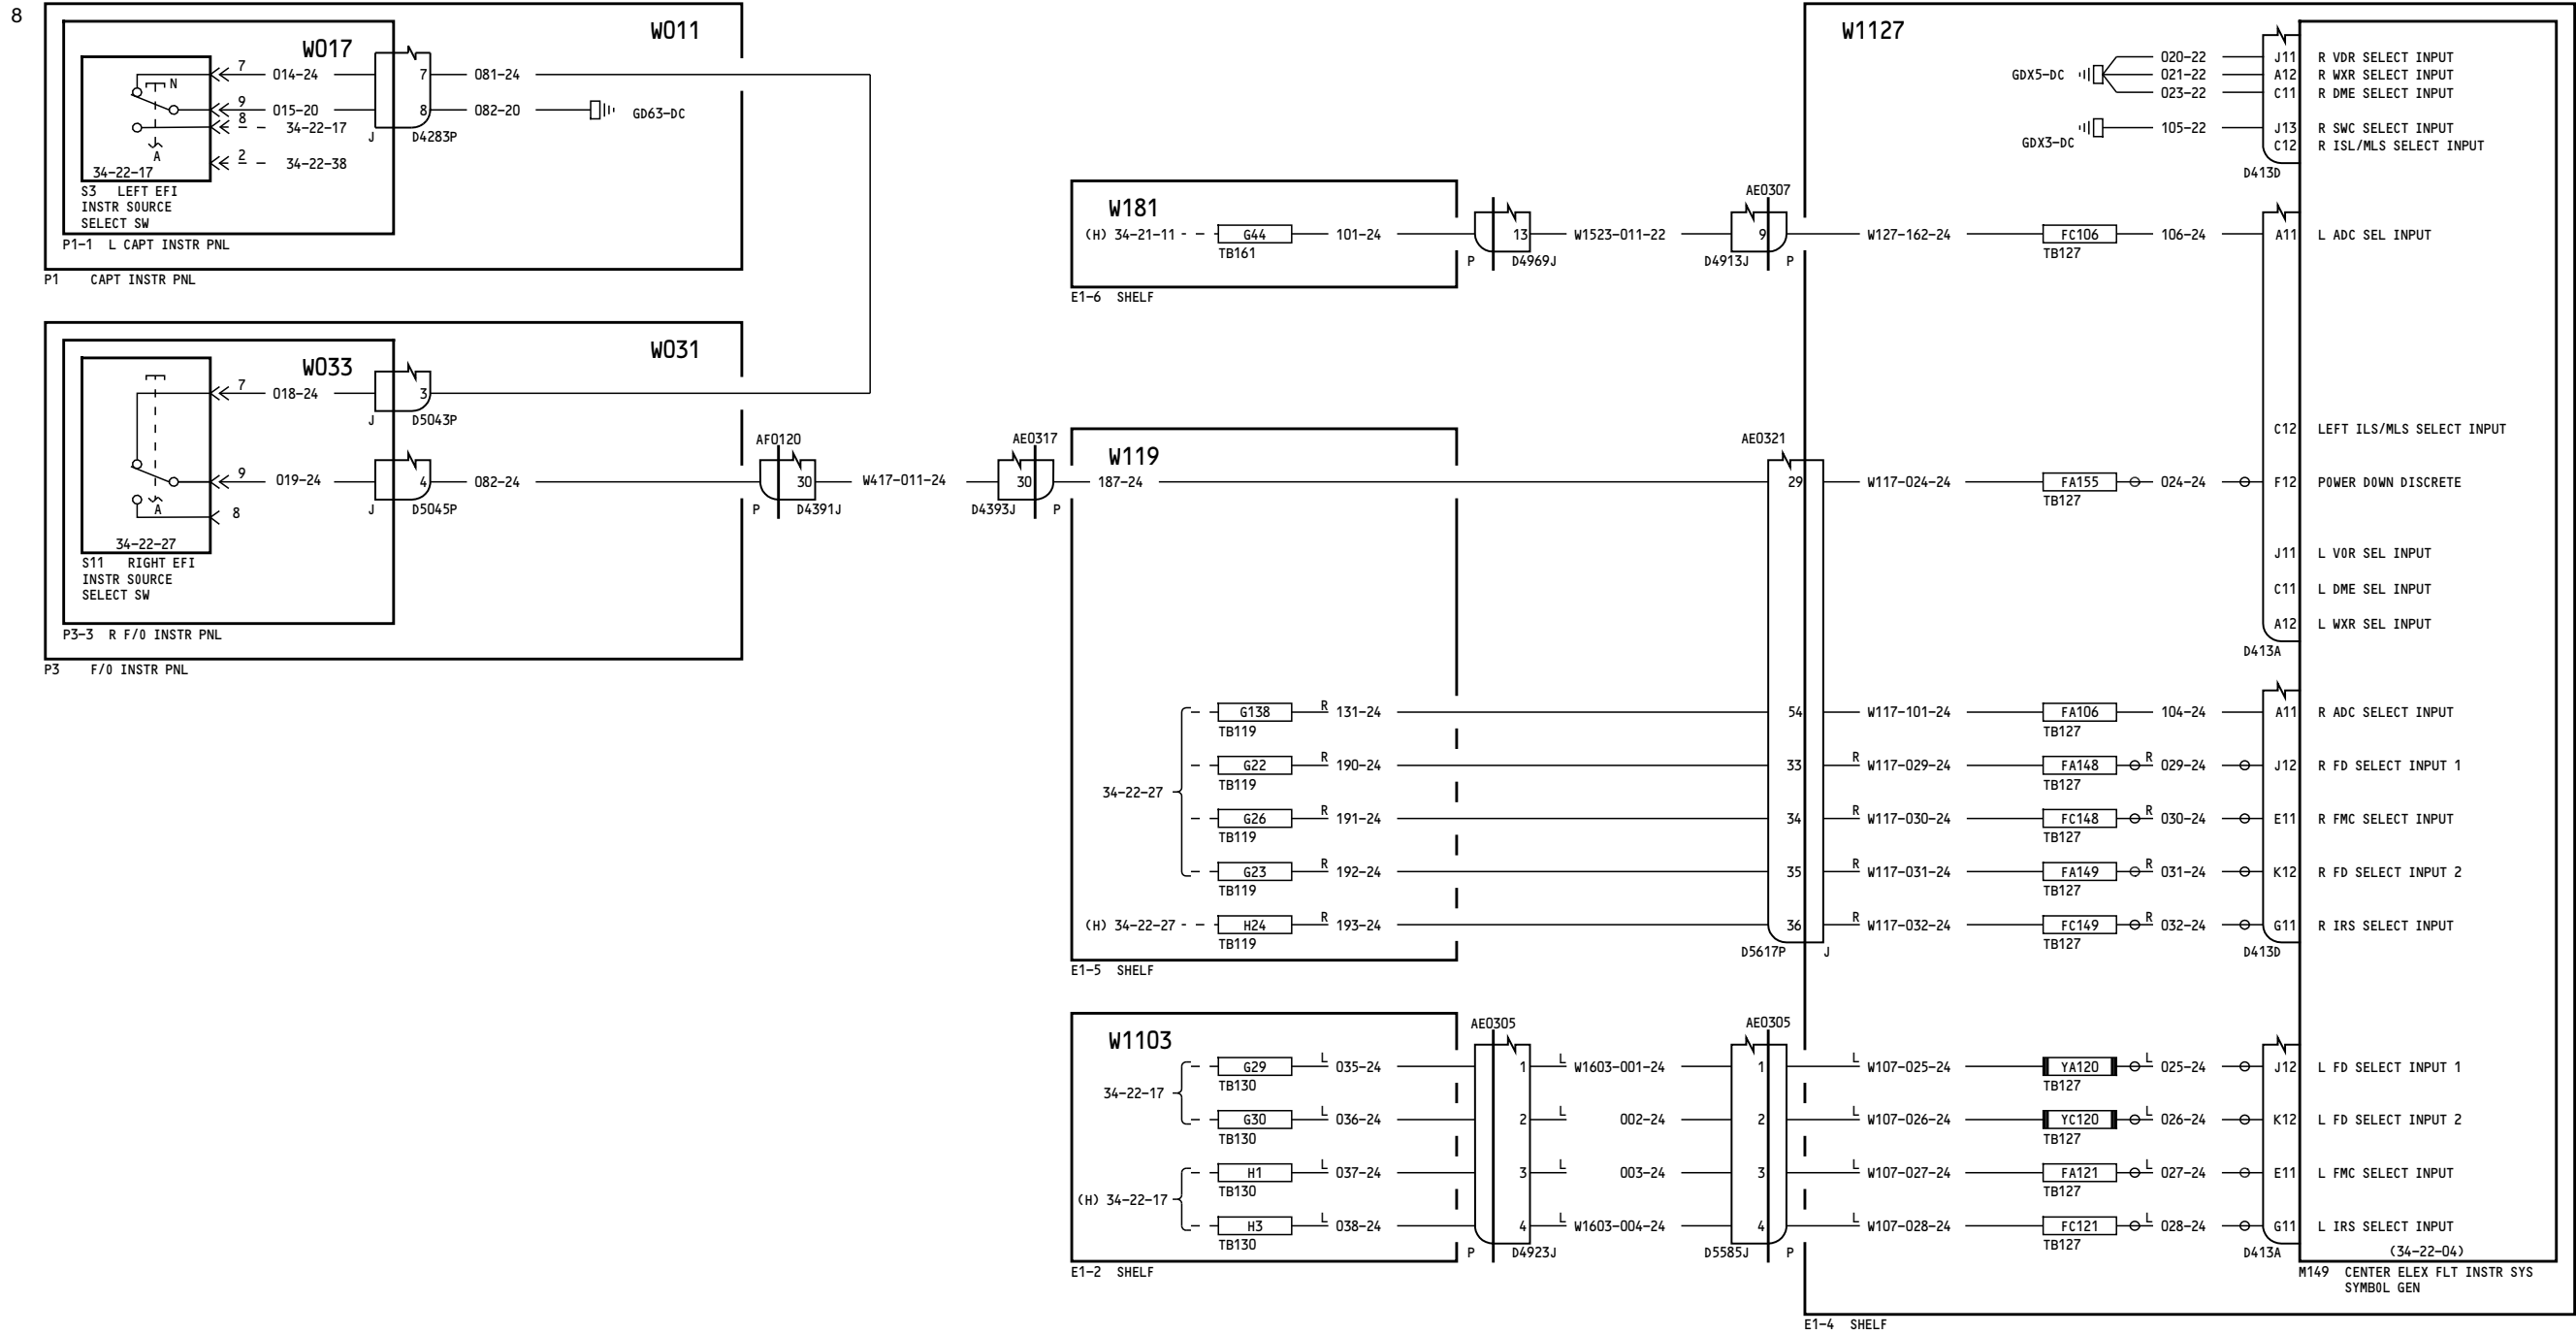 8
W017
W011
7 014-24
7 081-24
N
9 015-20
8 082-20
GD63-DC
8 34-22-17
J D4283P
A
2 34-22-38
34-22-17
S3 LEFT EFI
INSTR SOURCE
SELECT SW
P1-1 L CAPT INSTR PNL
P1 CAPT INSTR PNL
W033
W031
7 018-24
3
J D5043P
9 019-24
4 082-24
J D5045P
A
8
34-22-27
S11 RIGHT EFI
INSTR SOURCE
SELECT SW
P3-3 R F/O INSTR PNL
P3 F/O INSTR PNL
AF0120
30 W417-011-24
P D4391J
AE0317
30
D4393J P
W181
(H) 34-21-11 G44 101-24
TB161
E1-6 SHELF
13 W1523-011-22
P D4969J
AE0307
9
D4913J P
W119
187-24
34-22-27
G138 R 131-24
TB119
G22 R 190-24
TB119
G26 R 191-24
TB119
G23 R 192-24
TB119
(H) 34-22-27 H24 R 193-24
TB119
E1-5 SHELF
AE0321
29
54
33
34
35
36
D5617P J
W1103
34-22-17
G29 L 035-24
TB130
G30 L 036-24
TB130
(H) 34-22-17
H1 L 037-24
TB130
H3 L 038-24
TB130
E1-2 SHELF
AE0305
1 L W1603-001-24
2 L 002-24
3 L 003-24
4 L W1603-004-24
P D4923J
AE0305
1
2
3
4
D5585J P
W1127
GDX5-DC
020-22 J11 R VDR SELECT INPUT
021-22 A12 R WXR SELECT INPUT
023-22 C11 R DME SELECT INPUT
GDX3-DC
105-22 J13 R SWC SELECT INPUT
C12 R ISL/MLS SELECT INPUT
D413D
W127-162-24 FC106 106-24 A11 L ADC SEL INPUT
TB127
C12 LEFT ILS/MLS SELECT INPUT
W117-024-24 FA155 024-24 F12 POWER DOWN DISCRETE
TB127
J11 L VOR SEL INPUT
C11 L DME SEL INPUT
A12 L WXR SEL INPUT
D413A
W117-101-24 FA106 104-24 A11 R ADC SELECT INPUT
TB127
R W117-029-24 FA148 R 029-24 J12 R FD SELECT INPUT 1
TB127
R W117-030-24 FC148 R 030-24 E11 R FMC SELECT INPUT
TB127
R W117-031-24 FA149 R 031-24 K12 R FD SELECT INPUT 2
TB127
R W117-032-24 FC149 R 032-24 G11 R IRS SELECT INPUT
TB127
D413D
L W107-025-24 YA120 L 025-24 J12 L FD SELECT INPUT 1
TB127
L W107-026-24 YC120 L 026-24 K12 L FD SELECT INPUT 2
TB127
L W107-027-24 FA121 L 027-24 E11 L FMC SELECT INPUT
TB127
L W107-028-24 FC121 L 028-24 G11 L IRS SELECT INPUT
TB127
D413A
(34-22-04)
M149 CENTER ELEX FLT INSTR SYS
SYMBOL GEN
E1-4 SHELF